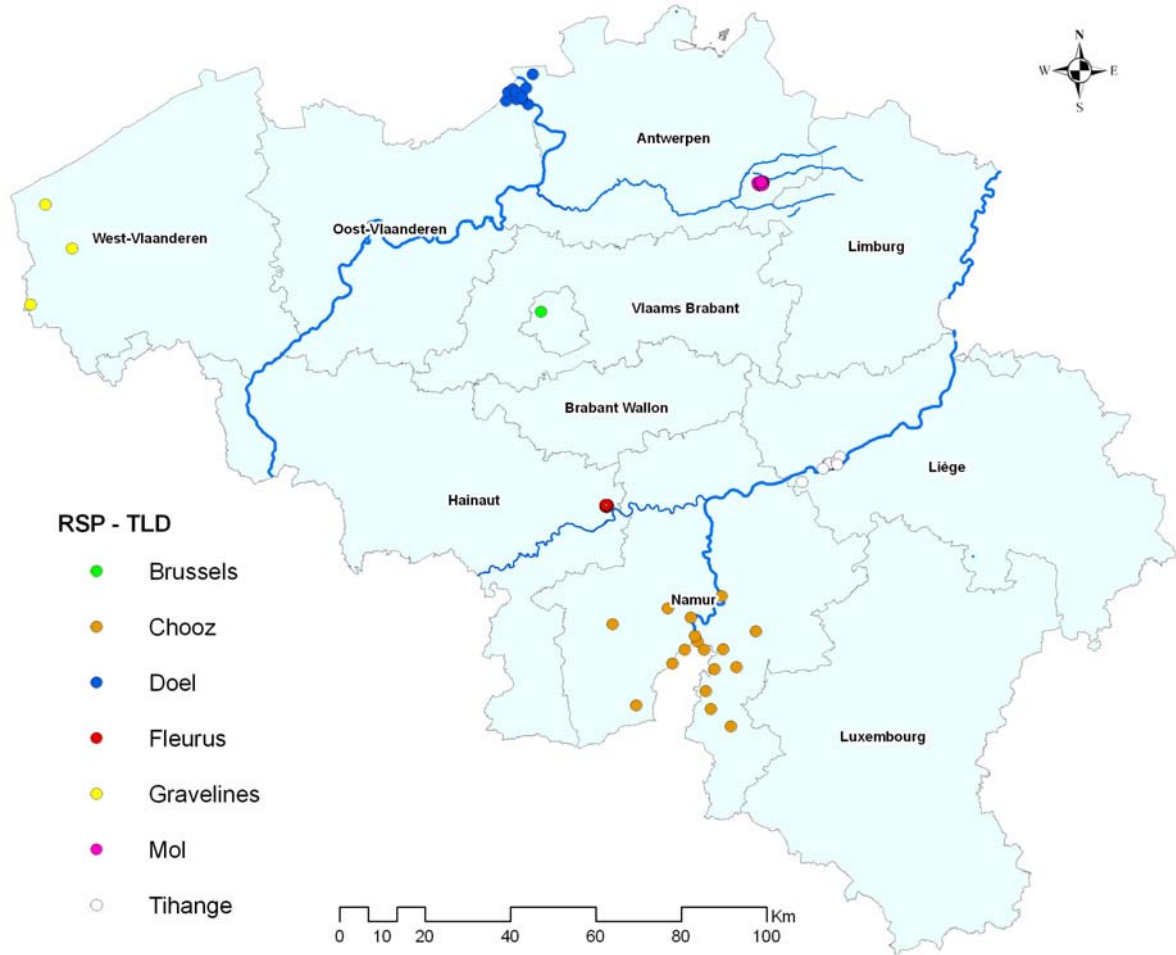 N
W E
S
Antwerpen
West-Vlaanderen
Oost-Vlaanderen
Limburg
Vlaams Brabant
Brabant Wallon
Liège
Hainaut
Namur
Luxembourg
RSP - TLD
Brussels
Chooz
Doel
Fleurus
Gravelines
Mol
Tihange
Km
0 10 20 40 60 80 100